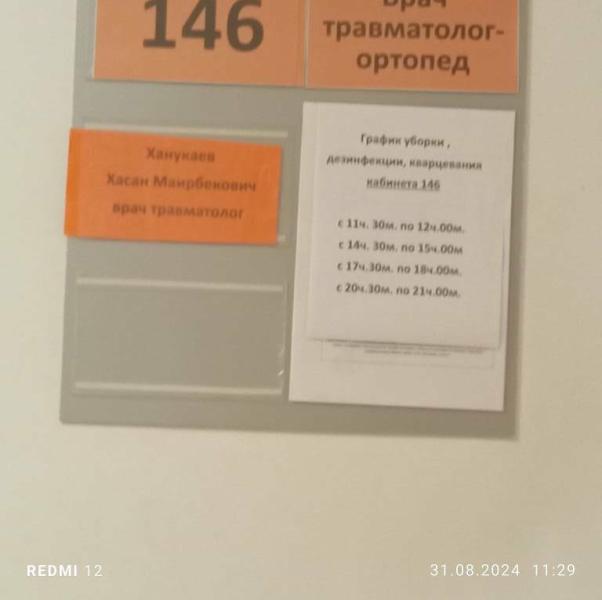 146
Врач
травматолог-
ортопед
Ханукаев
Хасан Маирбекович
врач травматолог
График уборки ,
дезинфекции, кварцевания
кабинета 146
с 11ч. 30м. по 12ч.00м.
с 14ч. 30м. по 15ч.00м
с 17ч.30м. по 18ч.00м.
с 20ч.30м. по 21ч.00м.
REDMI 12
31.08.2024 11:29